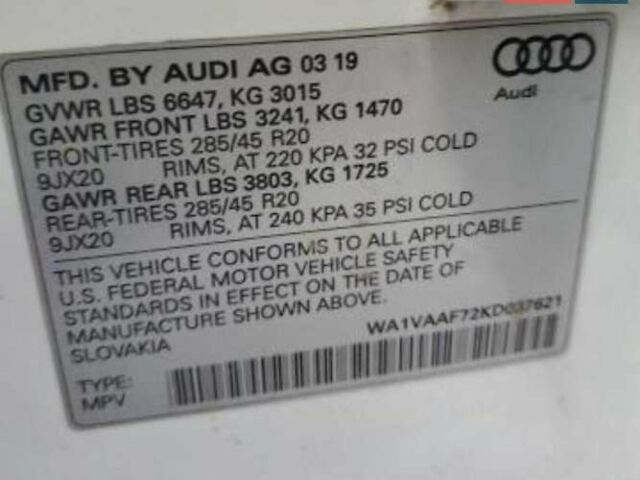 MFD. BY AUDI AG 03 19
Audi
GVWR LBS 6647, KG 3015
GAWR FRONT LBS 3241, KG 1470
FRONT-TIRES 285/45 R20
9JX20 RIMS, AT 220 KPA 32 PSI COLD
GAWR REAR LBS 3803, KG 1725
REAR-TIRES 285/45 R20
9JX20 RIMS, AT 240 KPA 35 PSI COLD
THIS VEHICLE CONFORMS TO ALL APPLICABLE
U.S. FEDERAL MOTOR VEHICLE SAFETY
STANDARDS IN EFFECT ON THE DATE OF
MANUFACTURE SHOWN ABOVE.
SLOVAKIA
WA1VAAF72KD037621
TYPE:
MPV